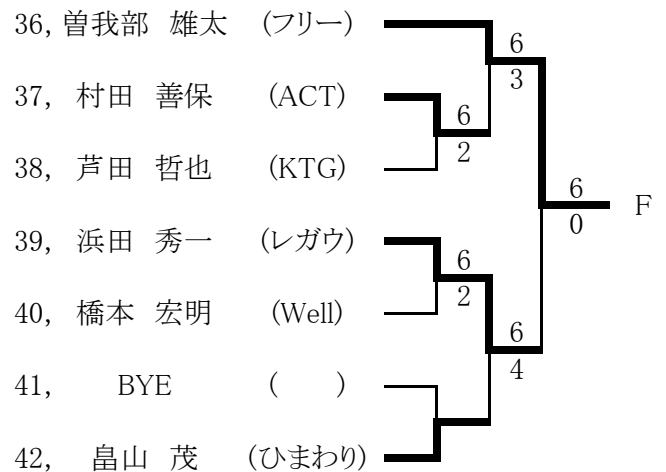 36, 曽我部 雄太 (フリー)
6
3
37, 村田 善保 (ACT)
6
2
38, 芦田 哲也 (KTG)
6
0
F
39, 浜田 秀一 (レガウ)
6
2
40, 橋本 宏明 (Well)
6
4
41, BYE ( )
42, 畠山 茂 (ひまわり)